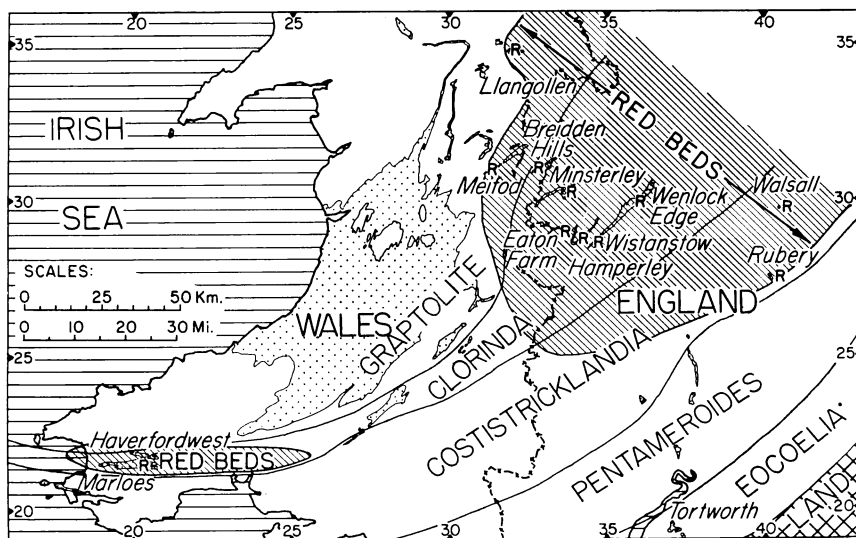 20 25 30 35 40
35
35
R
Llangollen
RED BEDS
IRISH
Breidden
Hills
R
R
Meifod
Minsterley
R
Wenlock
Edge
R
Walsall
R
30
30
SEA
Eaton
Farm
R
R
R
Wistanstow
Hamperley
Rubery
R
SCALES:
0 25 50 Km.
0 10 20 30 Mi.
ENGLAND
WALES
GRAPTOLITE
CLORINDA
COSTISTRICKLANDIA
PENTAMEROIDES
EOCOELIA
LAND
25
25
Haverfordwest
R R
RED BEDS
Marloes
Tortworth
20
20
20 25 30 35 40